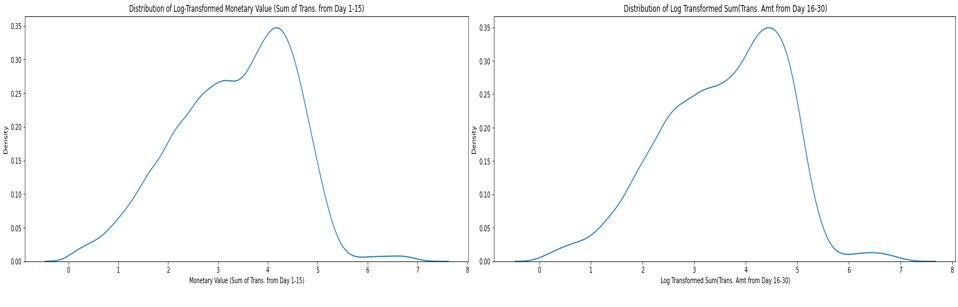 Distribution of Log-Transformed Monetary Value (Sum of Trans. from Day 1-15)
Density
0.35
0.30
0.25
0.20
0.15
0.10
0.05
0.00
0 1 2 3 4 5 6 7 8
Monetary Value (Sum of Trans. from Day 1-15)
Distribution of Log Transformed Sum(Trans. Amt from Day 16-30)
Density
0.35
0.30
0.25
0.20
0.15
0.10
0.05
0.00
0 1 2 3 4 5 6 7 8
Log Transformed Sum(Trans. Amt from Day 16-30)